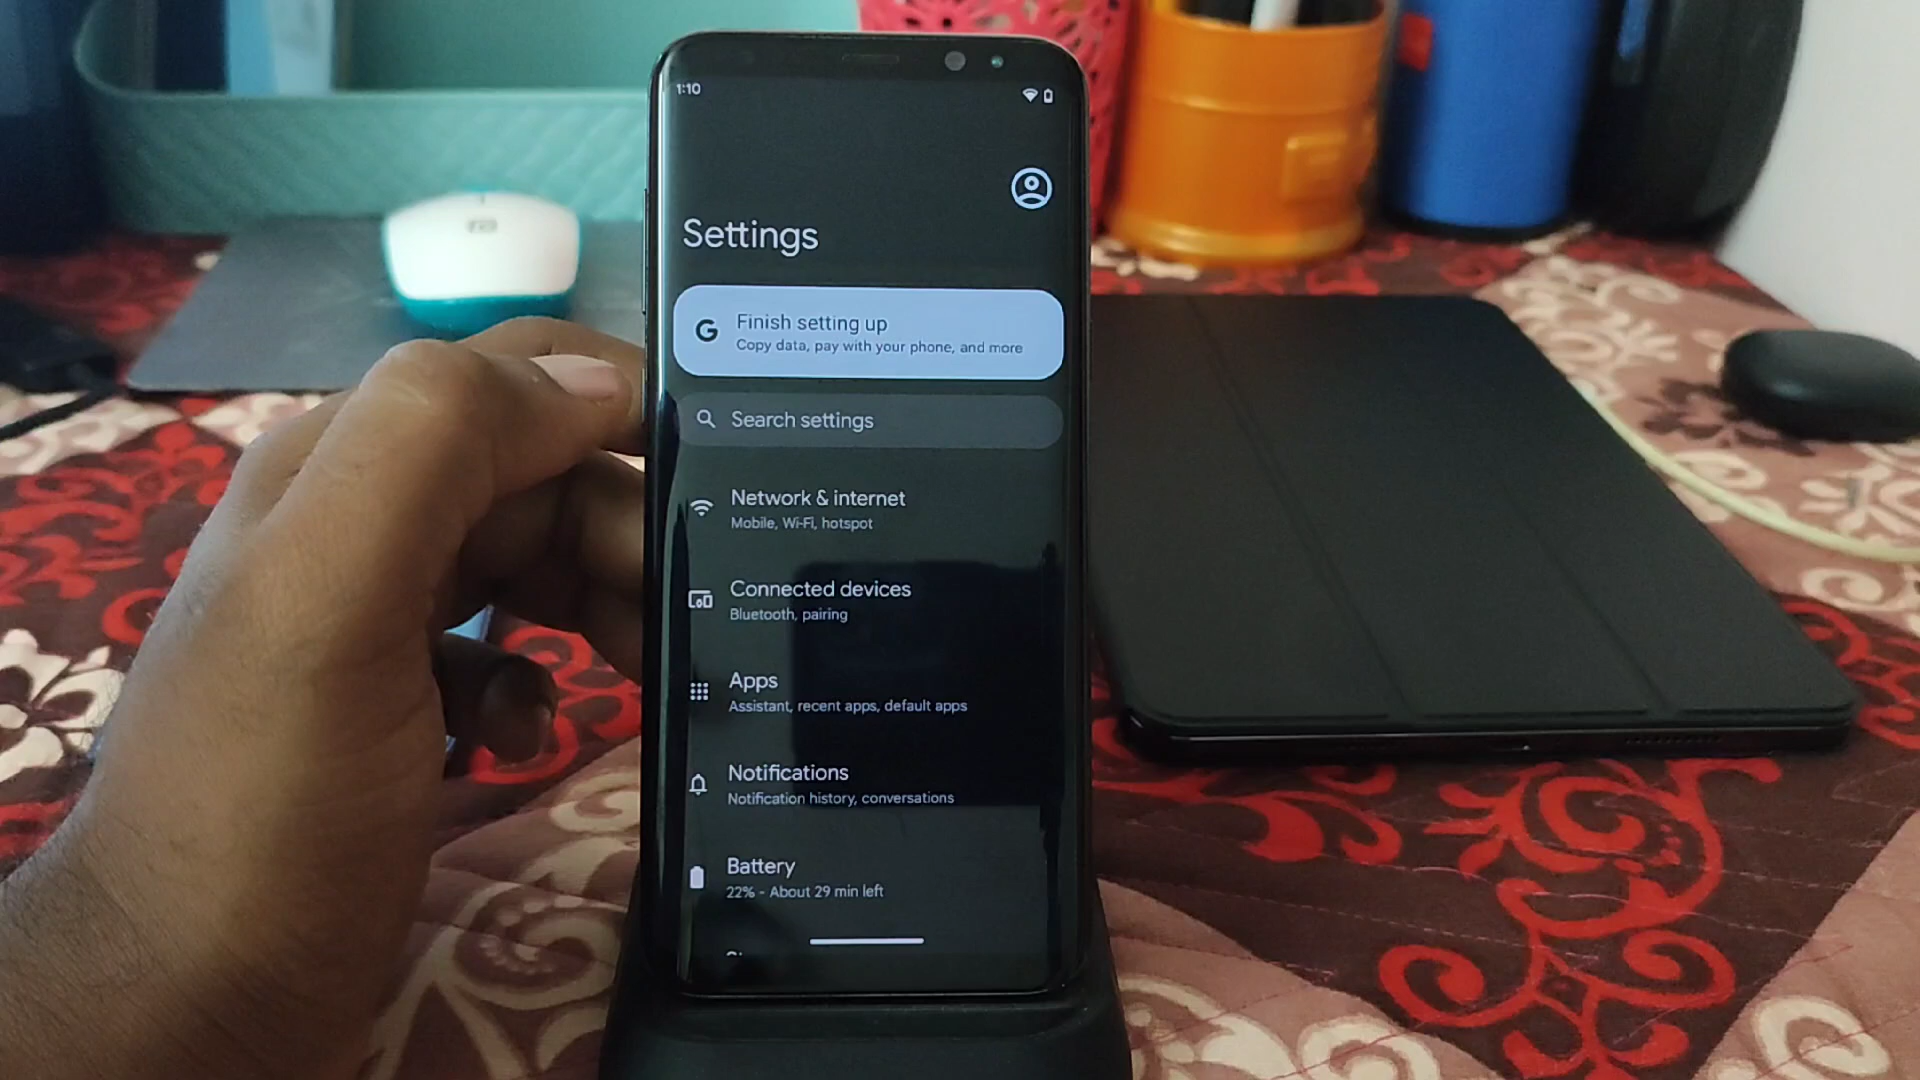 1:10
Settings
G
Finish setting up
Copy data, pay with your phone, and more
Search settings
Network & internet
Mobile, Wi-Fi, hotspot
Connected devices
Bluetooth, pairing
Apps
Assistant, recent apps, default apps
Notifications
Notification history, conversations
Battery
22% - About 29 min left